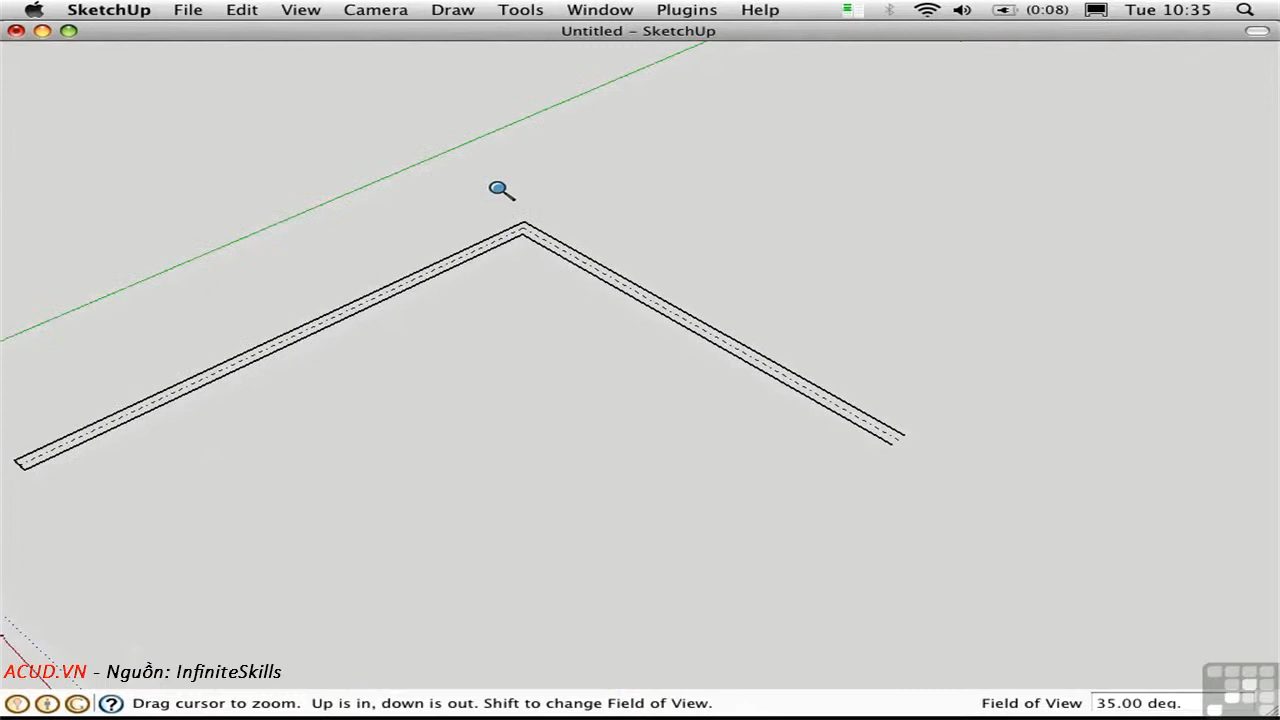 SketchUp File Edit View Camera Draw Tools Window Plugins Help (0:08) Tue 10:35
Untitled – SketchUp
ACUD.VN - Nguồn: InfiniteSkills
Drag cursor to zoom. Up is in, down is out. Shift to change Field of View. Field of View 35.00 deg.